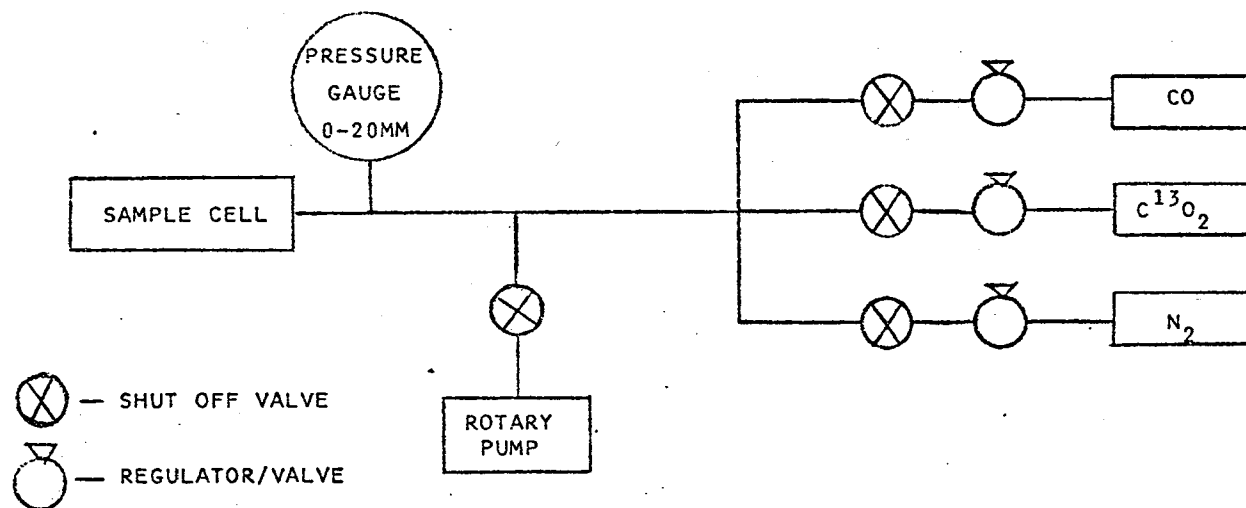 PRESSURE
GAUGE
0-20MM
SAMPLE CELL
CO
C¹³O₂
N₂
ROTARY
PUMP
— SHUT OFF VALVE
— REGULATOR/VALVE